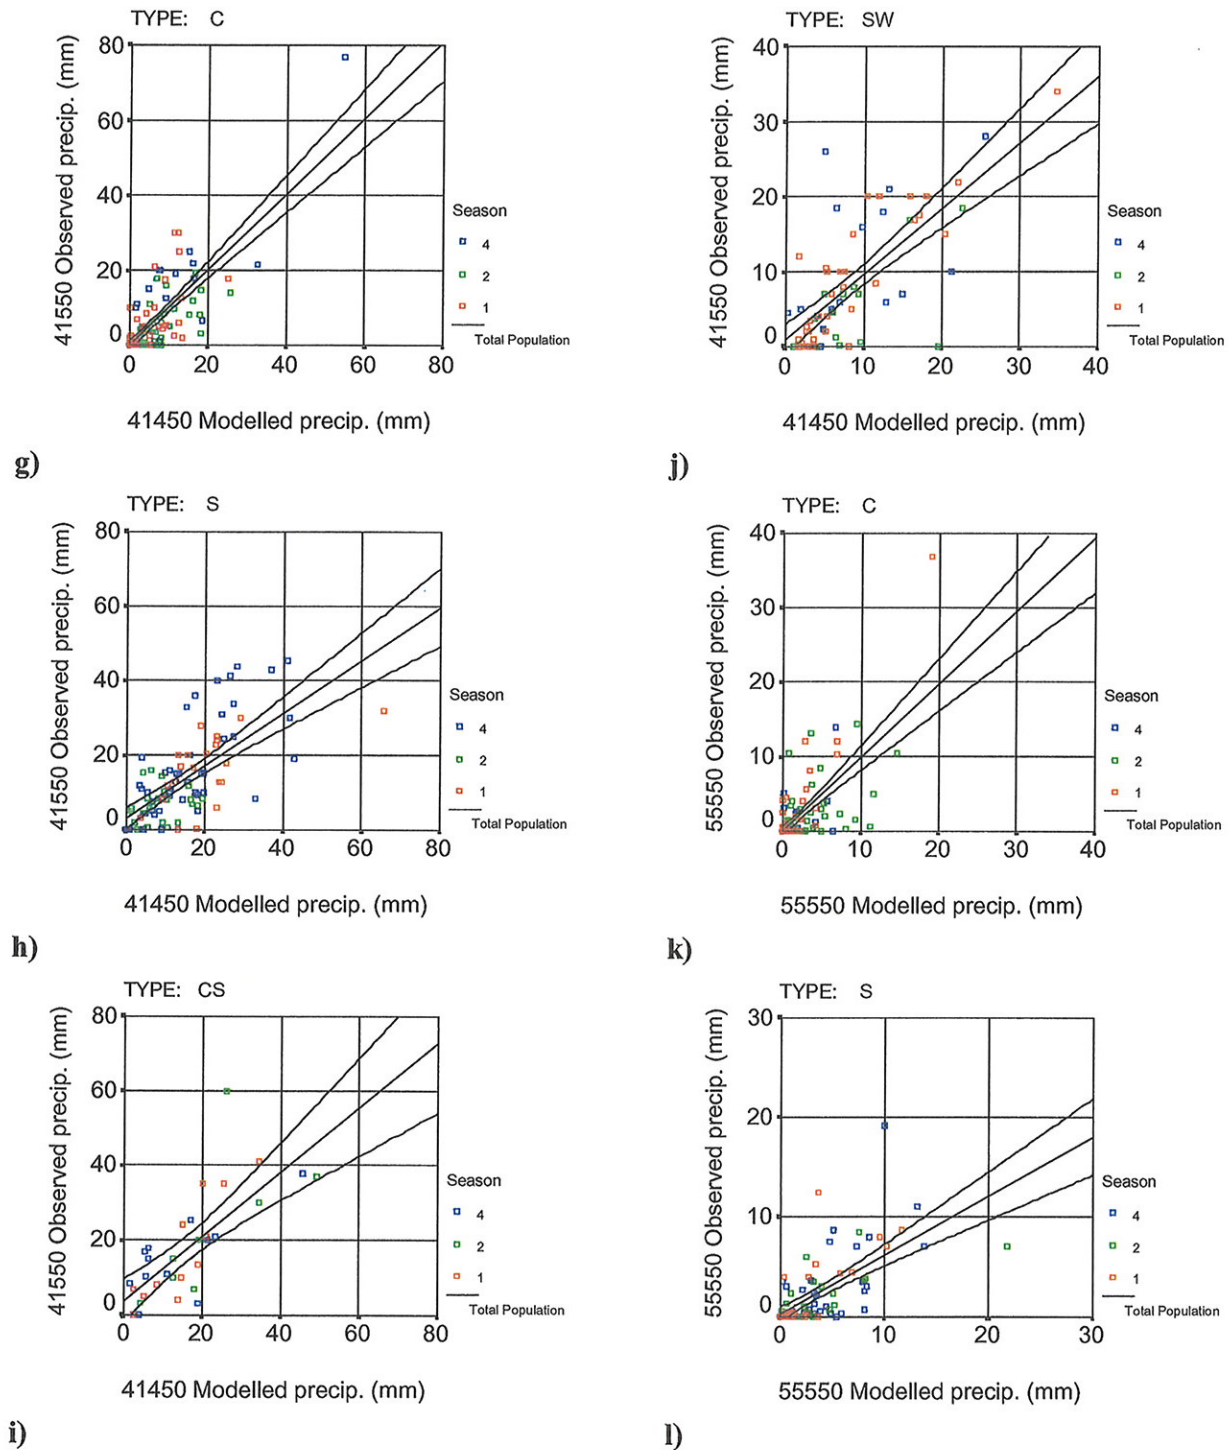 TYPE: C
41550 Observed precip. (mm)
80
60
40
20
0
0 20 40 60 80
41450 Modelled precip. (mm)
Season
4
2
1
Total Population
g)
TYPE: SW
41550 Observed precip. (mm)
40
30
20
10
0
0 10 20 30 40
41450 Modelled precip. (mm)
Season
4
2
1
Total Population
j)
TYPE: S
41550 Observed precip. (mm)
80
60
40
20
0
0 20 40 60 80
41450 Modelled precip. (mm)
Season
4
2
1
Total Population
h)
TYPE: C
55550 Observed precip. (mm)
40
30
20
10
0
0 10 20 30 40
55550 Modelled precip. (mm)
Season
4
2
1
Total Population
k)
TYPE: CS
41550 Observed precip. (mm)
80
60
40
20
0
0 20 40 60 80
41450 Modelled precip. (mm)
Season
4
2
1
Total Population
i)
TYPE: S
55550 Observed precip. (mm)
30
20
10
0
0 10 20 30
55550 Modelled precip. (mm)
Season
4
2
1
Total Population
l)